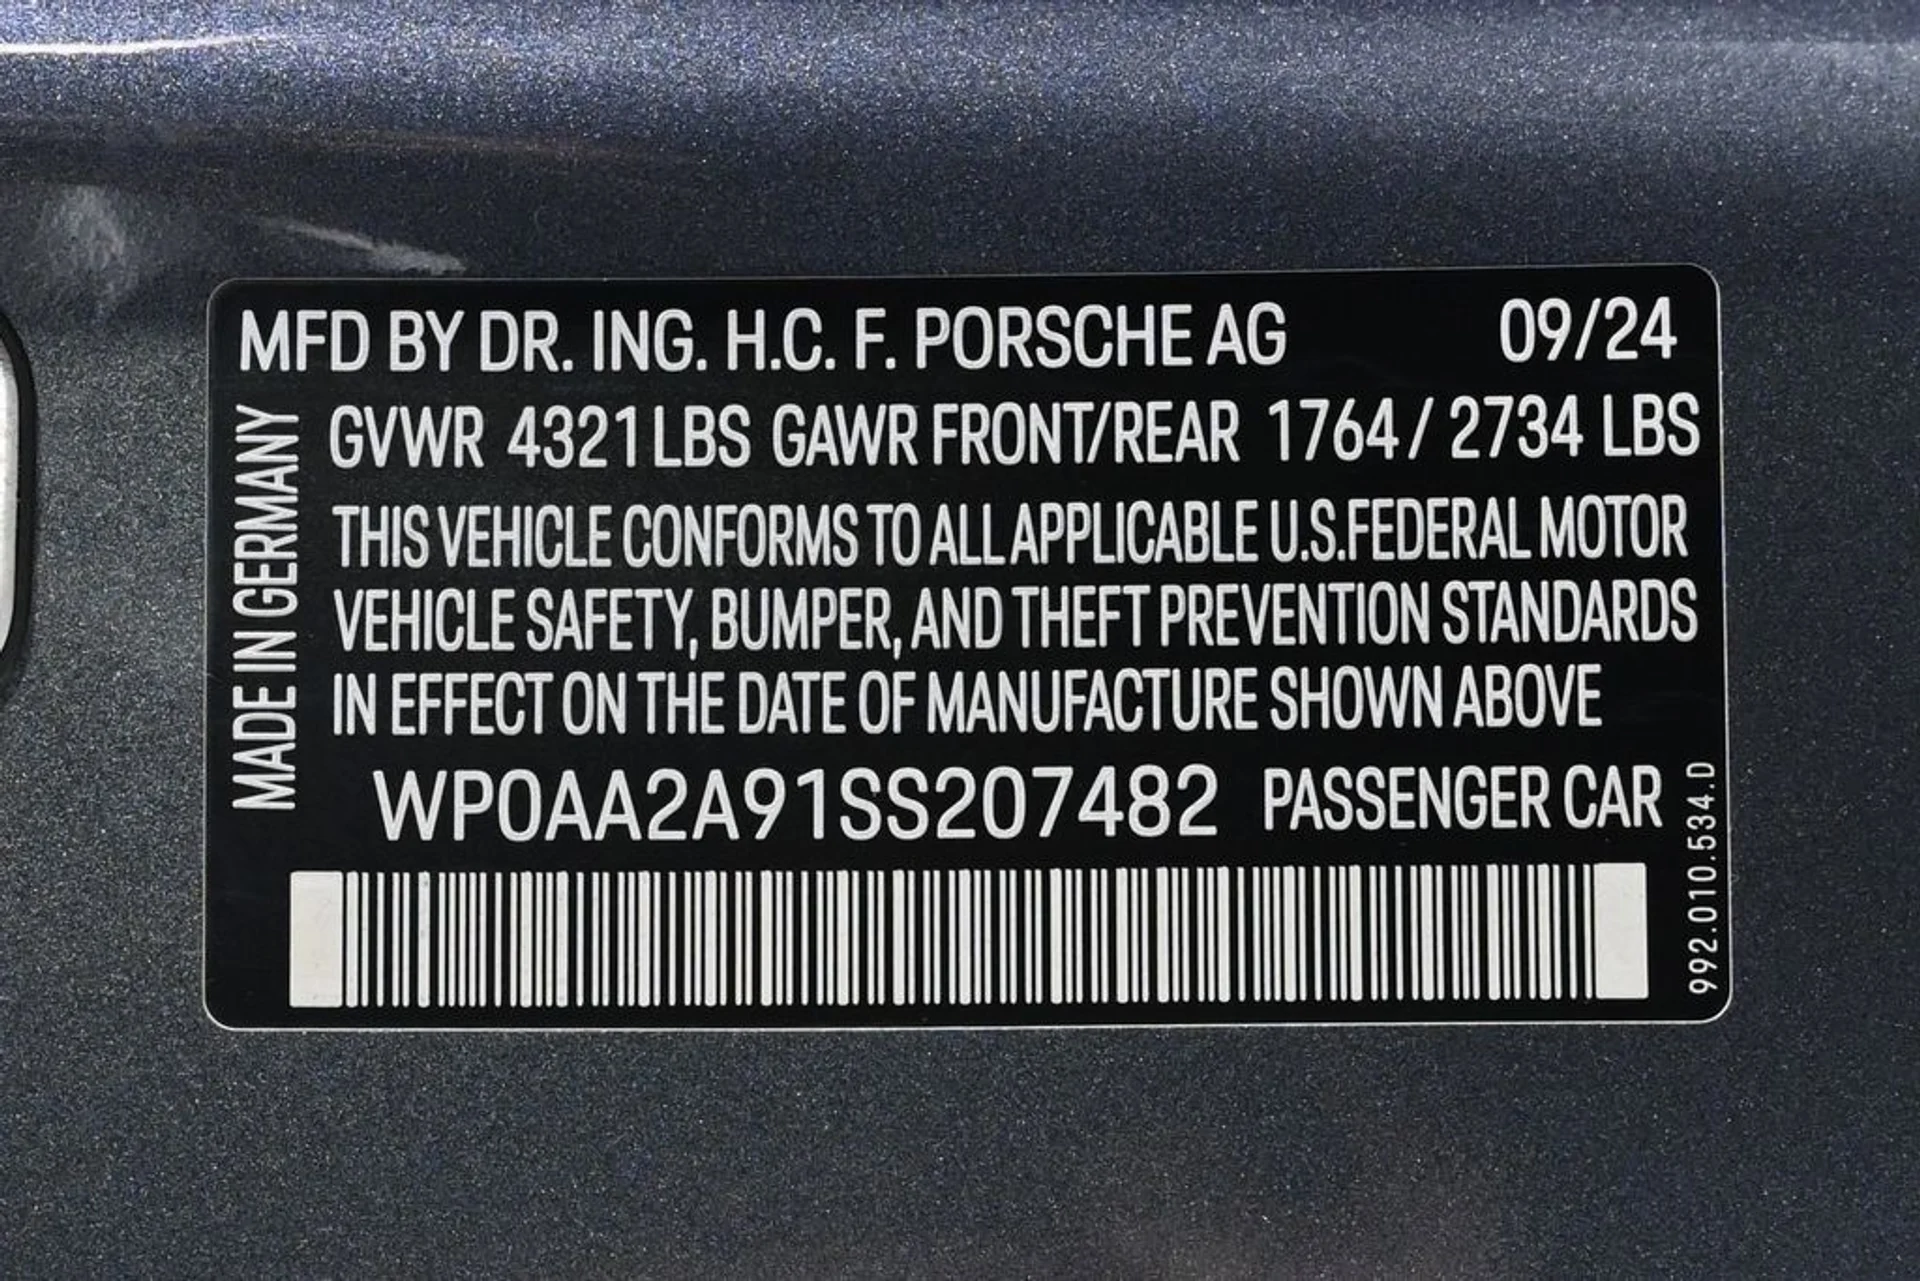 MFD BY DR. ING. H.C. F. PORSCHE AG 09/24
GVWR 4321 LBS GAWR FRONT/REAR 1764 / 2734 LBS
THIS VEHICLE CONFORMS TO ALL APPLICABLE U.S.FEDERAL MOTOR
VEHICLE SAFETY, BUMPER, AND THEFT PREVENTION STANDARDS
IN EFFECT ON THE DATE OF MANUFACTURE SHOWN ABOVE
WP0AA2A91SS207482 PASSENGER CAR
MADE IN GERMANY
992.010.534.D